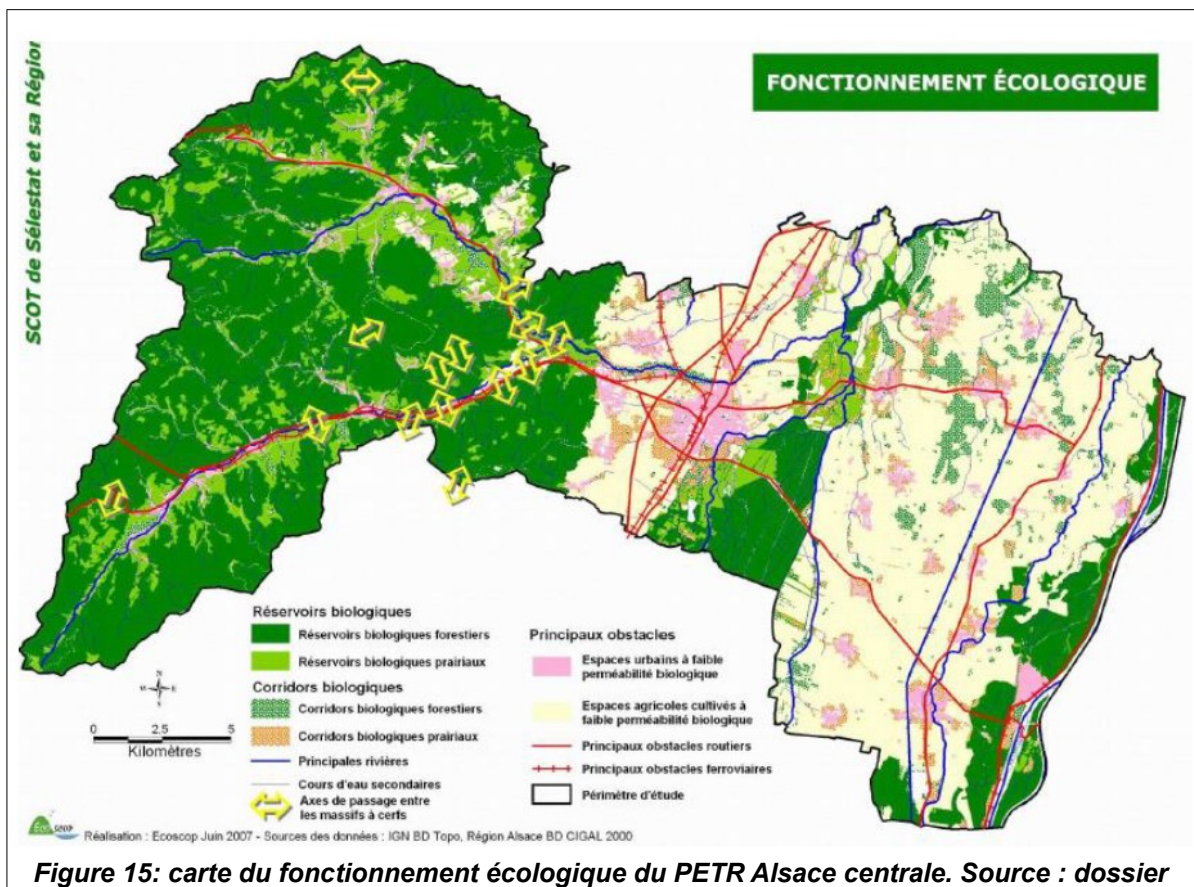 SCOT de Sélestat et sa Région
FONCTIONNEMENT ÉCOLOGIQUE
Réservoirs biologiques
Réservoirs biologiques forestiers
Réservoirs biologiques prairiaux
Corridors biologiques
Corridors biologiques forestiers
Corridors biologiques prairiaux
Principales rivières
Cours d'eau secondaires
Axes de passage entre
les massifs à cerfs
Principaux obstacles
Espaces urbains à faible
perméabilité biologique
Espaces agricoles cultivés à
faible perméabilité biologique
Principaux obstacles routiers
Principaux obstacles ferroviaires
Périmètre d'étude
N
W E
S
0 2,5 5
Kilomètres
Réalisation : Ecoscop Juin 2007 - Sources des données : IGN BD Topo, Région Alsace BD CIGAL 2000
Figure 15: carte du fonctionnement écologique du PETR Alsace centrale. Source : dossier